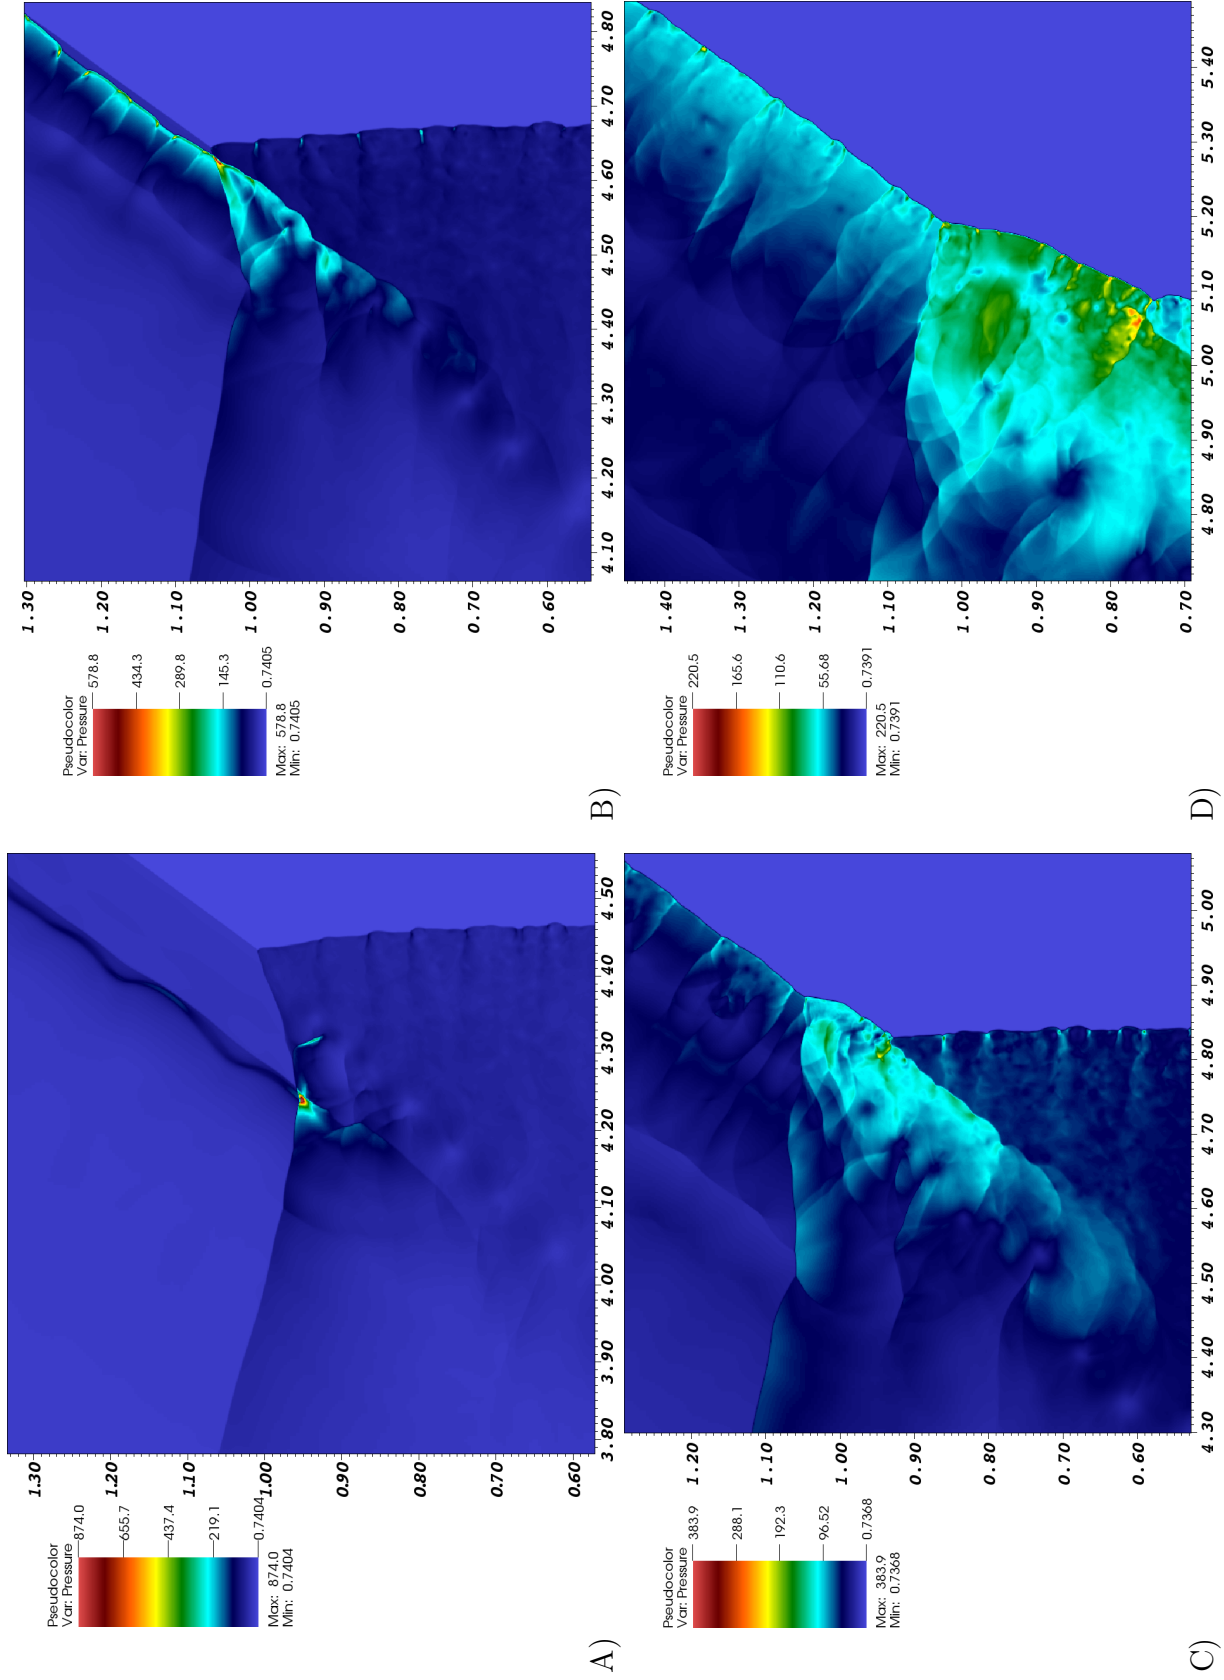 A)
Pseudocolor
Var: Pressure
874.0
655.7
437.4
219.1
0.7404
Max: 874.0
Min: 0.7404
1.30
1.20
1.10
1.00
0.90
0.80
0.70
0.60
3.80 3.90 4.00 4.10 4.20 4.30 4.40 4.50
B)
Pseudocolor
Var: Pressure
578.8
434.3
289.8
145.3
0.7405
Max: 578.8
Min: 0.7405
1.30
1.20
1.10
1.00
0.90
0.80
0.70
0.60
4.10 4.20 4.30 4.40 4.50 4.60 4.70 4.80
C)
Pseudocolor
Var: Pressure
383.9
288.1
192.3
96.52
0.7368
Max: 383.9
Min: 0.7368
1.20
1.10
1.00
0.90
0.80
0.70
0.60
4.30 4.40 4.50 4.60 4.70 4.80 4.90 5.00
D)
Pseudocolor
Var: Pressure
220.5
165.6
110.6
55.68
0.7391
Max: 220.5
Min: 0.7391
1.40
1.30
1.20
1.10
1.00
0.90
0.80
0.70
4.80 4.90 5.00 5.10 5.20 5.30 5.40